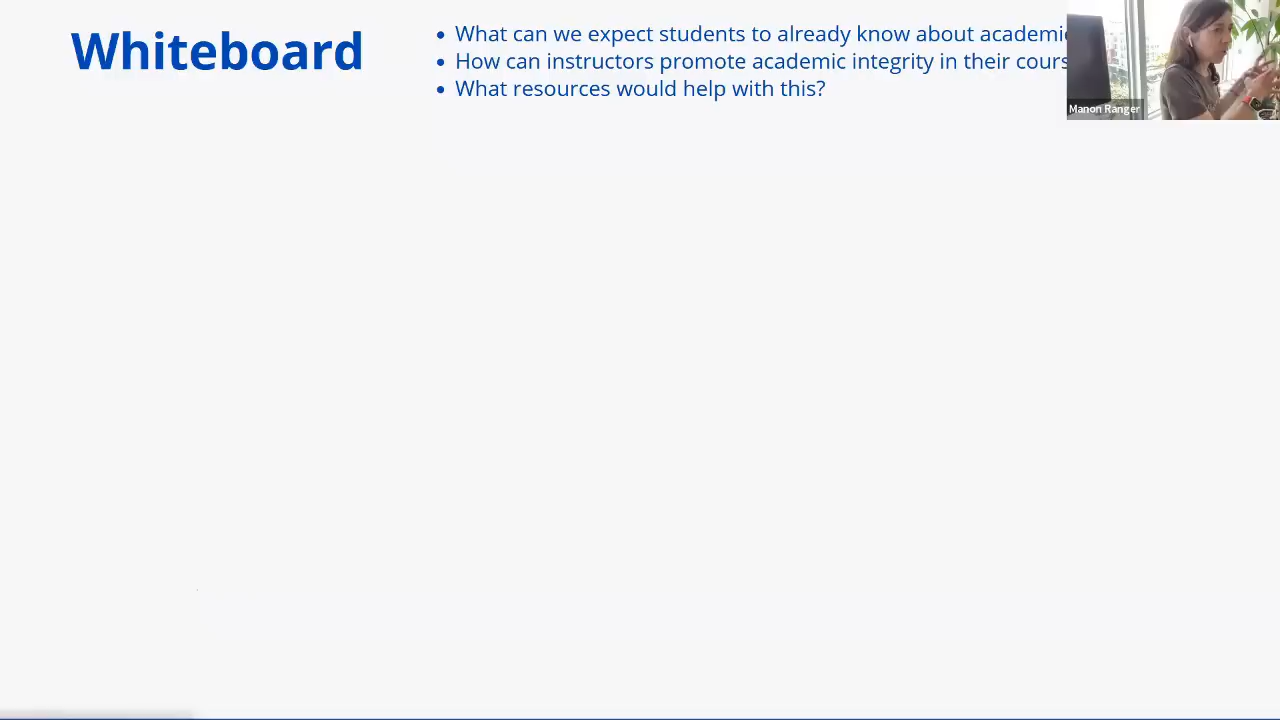 Whiteboard
• What can we expect students to already know about academic
• How can instructors promote academic integrity in their cours
• What resources would help with this?
Manon Ranger